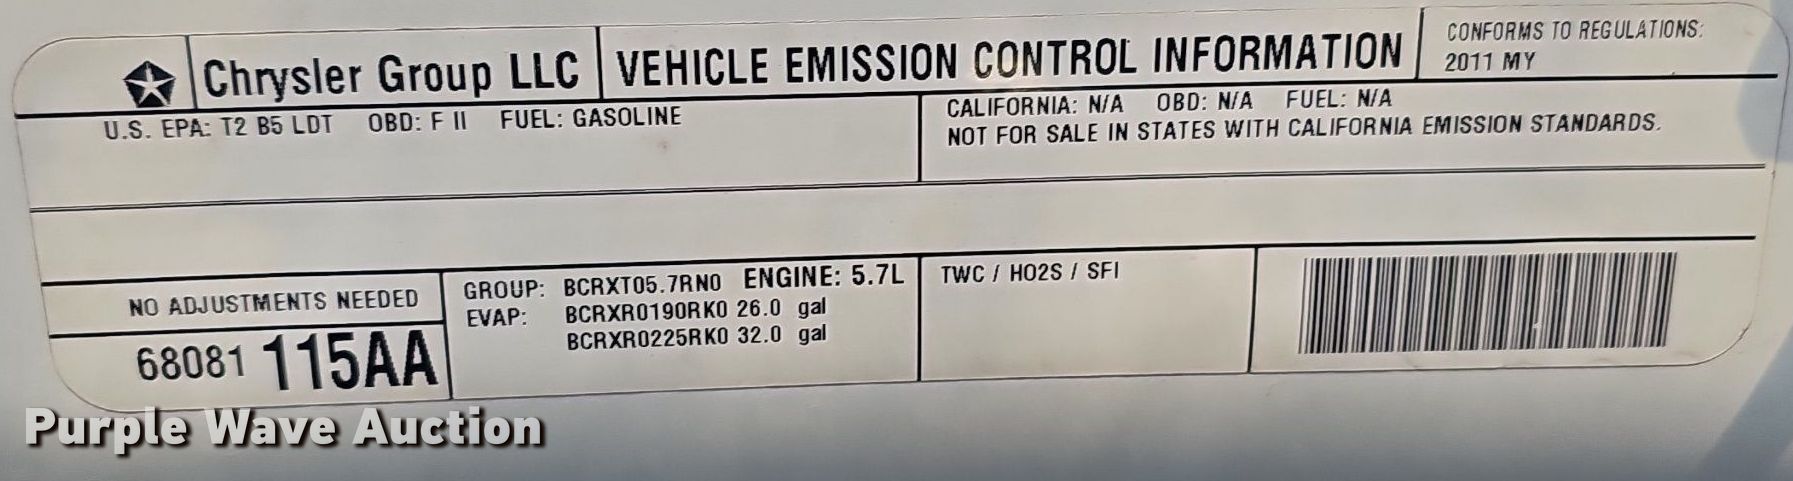 Chrysler Group LLC
VEHICLE EMISSION CONTROL INFORMATION
CONFORMS TO REGULATIONS:
2011 MY
U.S. EPA: T2 B5 LDT OBD: F II FUEL: GASOLINE
CALIFORNIA: N/A OBD: N/A FUEL: N/A
NOT FOR SALE IN STATES WITH CALIFORNIA EMISSION STANDARDS.
NO ADJUSTMENTS NEEDED
68081 115AA
GROUP: BCRXT05.7RN0 ENGINE: 5.7L
EVAP: BCRXR0190RK0 26.0 gal
BCRXR0225RK0 32.0 gal
TWC / HO2S / SFI
Purple Wave Auction